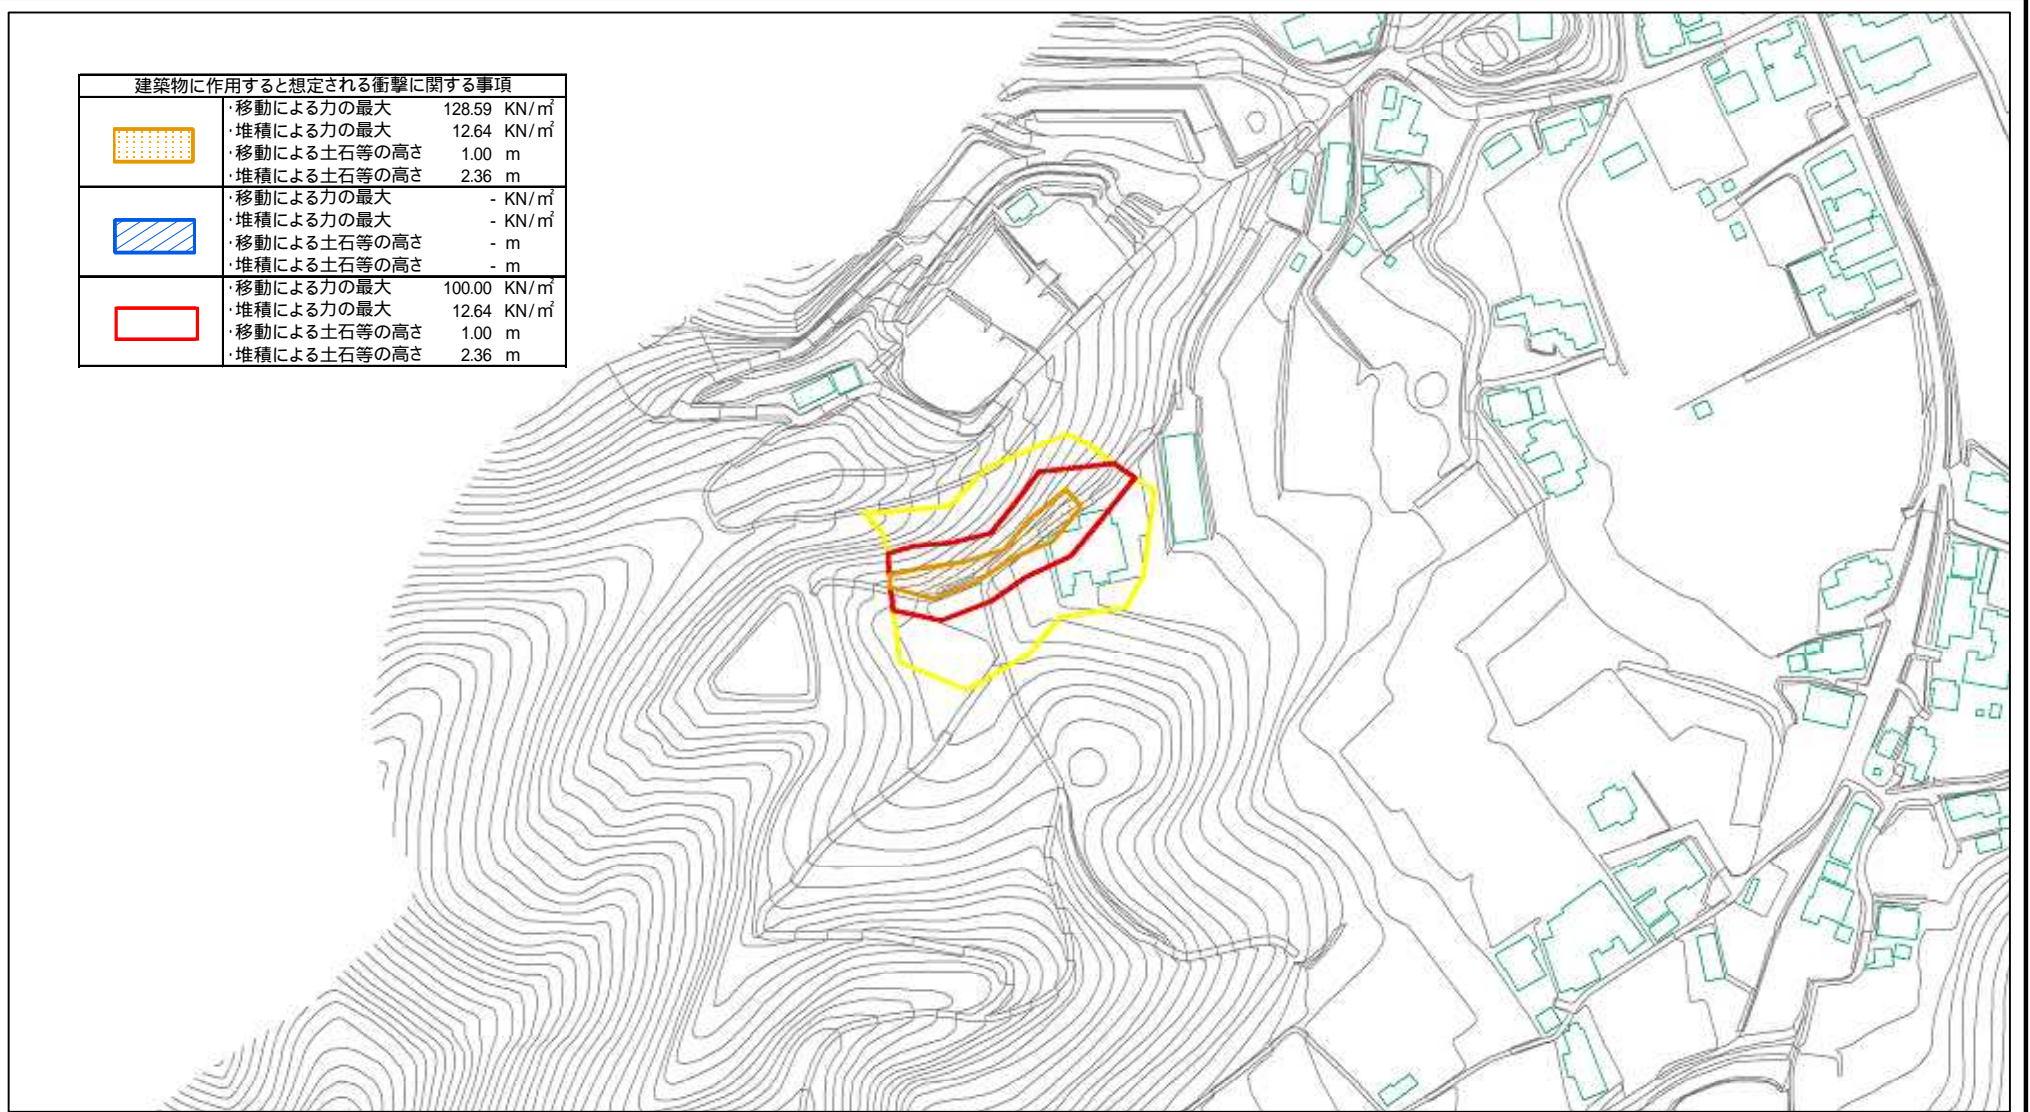 建築物に作用すると想定される衝撃に関する事項
・移動による力の最大 128.59 KN/㎡
・堆積による力の最大 12.64 KN/㎡
・移動による土石等の高さ 1.00 m
・堆積による土石等の高さ 2.36 m
・移動による力の最大 - KN/㎡
・堆積による力の最大 - KN/㎡
・移動による土石等の高さ - m
・堆積による土石等の高さ - m
・移動による力の最大 100.00 KN/㎡
・堆積による力の最大 12.64 KN/㎡
・移動による土石等の高さ 1.00 m
・堆積による土石等の高さ 2.36 m